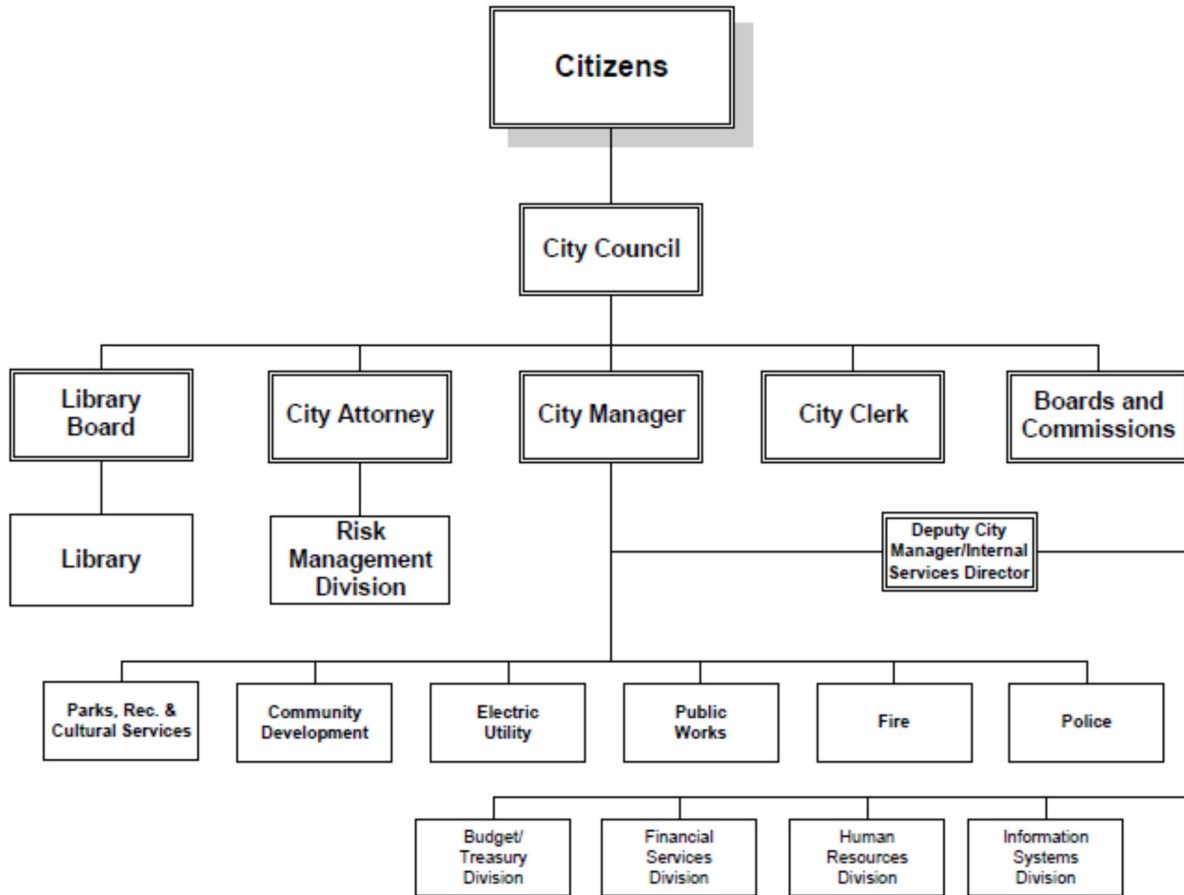 Citizens
City Council
Library
Board
City Attorney
City Manager
City Clerk
Boards and
Commissions
Library
Risk
Management
Division
Deputy City
Manager/Internal
Services Director
Parks, Rec. &
Cultural Services
Community
Development
Electric
Utility
Public
Works
Fire
Police
Budget/
Treasury
Division
Financial
Services
Division
Human
Resources
Division
Information
Systems
Division